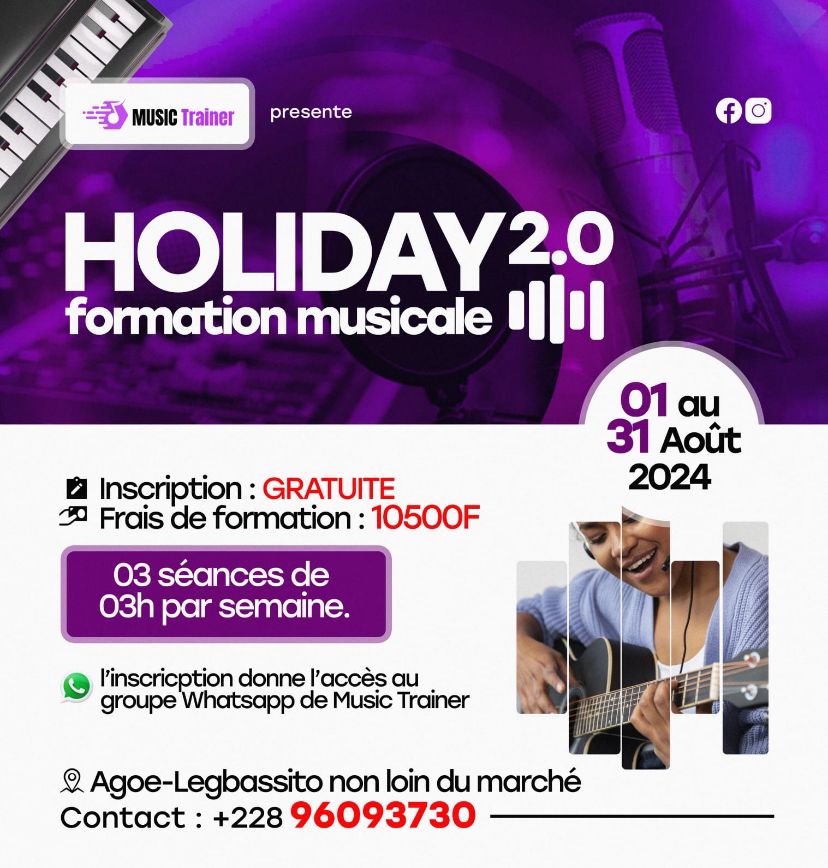 MUSIC Trainer
presente
HOLIDAY 2.0
formation musicale
01 au
31 Août
2024
Inscription : GRATUITE
Frais de formation : 10500F
03 séances de
03h par semaine.
l'inscricption donne l'accès au
groupe Whatsapp de Music Trainer
Agoe-Legbassito non loin du marché
Contact : +228 96093730